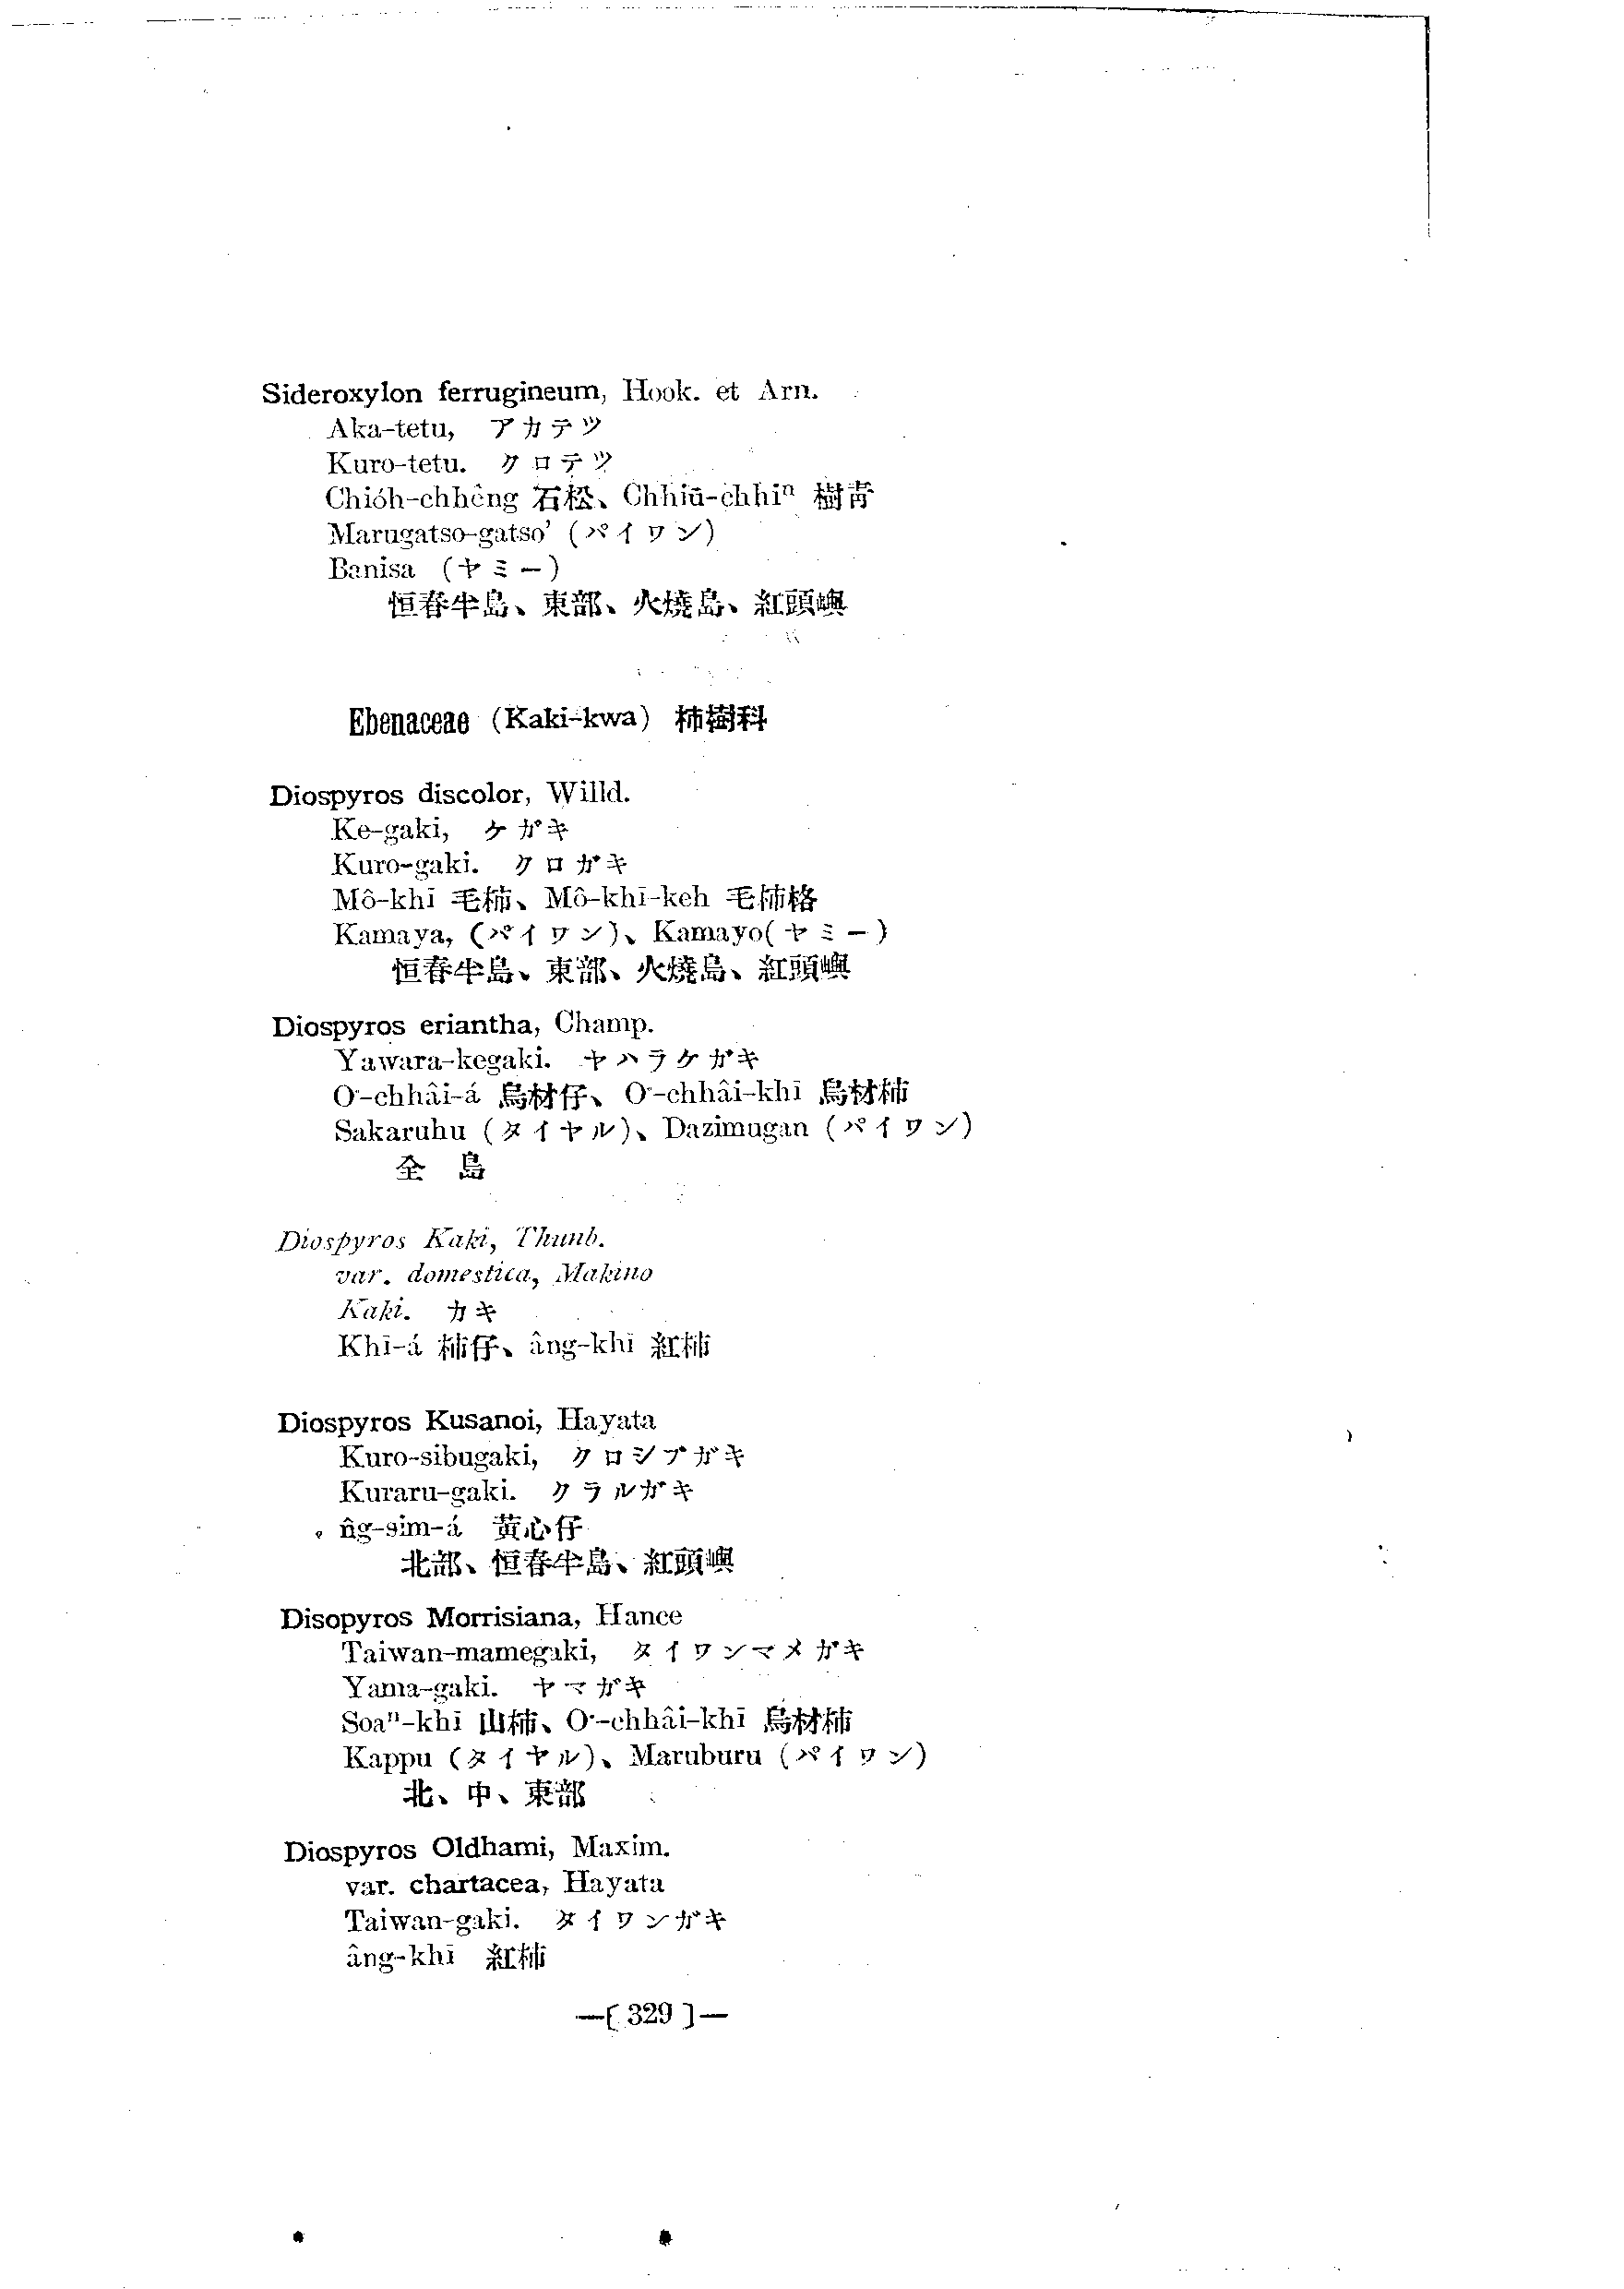 Sideroxylon ferrugineum, Hook. et Arn.
Aka-tetu, アカテツ
Kuro-tetu. クロテツ
Chióh-chhêng 石松、Chhiū-chhiⁿ 樹青
Marugatso-gatso' (パイワン)
Banisa (ヤミー)
恒春半島、東部、火燒島、紅頭嶼
Ebenaceae (Kaki-kwa) 柿樹科
Diospyros discolor, Willd.
Ke-gaki, ケガキ
Kuro-gaki. クロガキ
Mô-khī 毛柿、Mô-khī-keh 毛柿格
Kamaya, (パイワン)、Kamayo(ヤミー)
恒春半島、東部、火燒島、紅頭嶼
Diospyros eriantha, Champ.
Yawara-kegaki. ヤハラケガキ
O·-chhâi-á 烏材仔、O·-chhâi-khī 烏材柿
Sakaruhu (タイヤル)、Dazimugan (パイワン)
全 島
Diospyros Kaki, Thunb.
var. domestica, Makino
Kaki. カキ
Khī-á 柿仔、âng-khī 紅柿
Diospyros Kusanoi, Hayata
Kuro-sibugaki, クロシブガキ
Kuraru-gaki. クラルガキ
n̂g-sim-á 黄心仔
北部、恒春半島、紅頭嶼
Disopyros Morrisiana, Hance
Taiwan-mamegaki, タイワンマメガキ
Yama-gaki. ヤマガキ
Soaⁿ-khī 山柿、O·-chhâi-khī 烏材柿
Kappu (タイヤル)、Maruburu (パイワン)
北、中、東部
Diospyros Oldhami, Maxim.
var. chartacea, Hayata
Taiwan-gaki. タイワンガキ
âng-khī 紅柿
—[ 329 ]—